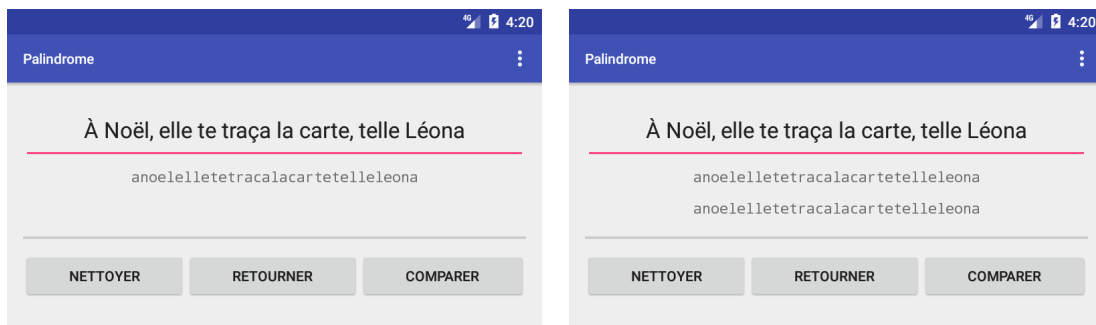 4G 4:20
Palindrome
À Noël, elle te traça la carte, telle Léona
anoelelletetracalacartetelleleona
NETTOYER RETOURNER COMPARER
4G 4:20
Palindrome
À Noël, elle te traça la carte, telle Léona
anoelelletetracalacartetelleleona
anoelelletetracalacartetelleleona
NETTOYER RETOURNER COMPARER